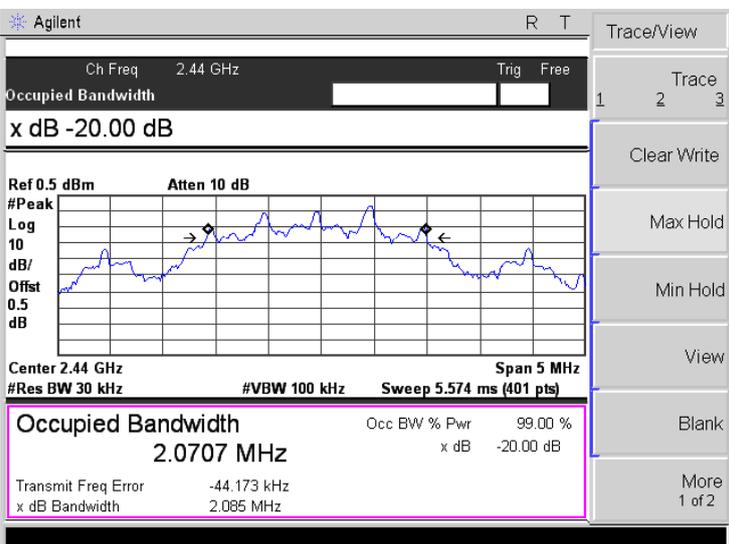 Agilent R T
Ch Freq 2.44 GHz Trig Free
Occupied Bandwidth
x dB -20.00 dB
Ref 0.5 dBm Atten 10 dB
#Peak
Log
10
dB/
Offst
0.5
dB
Center 2.44 GHz Span 5 MHz
#Res BW 30 kHz #VBW 100 kHz Sweep 5.574 ms (401 pts)
Occupied Bandwidth
2.0707 MHz
Occ BW % Pwr 99.00 %
x dB -20.00 dB
Transmit Freq Error -44.173 kHz
x dB Bandwidth 2.085 MHz
Trace/View
Trace
1 2 3
Clear Write
Max Hold
Min Hold
View
Blank
More
1 of 2